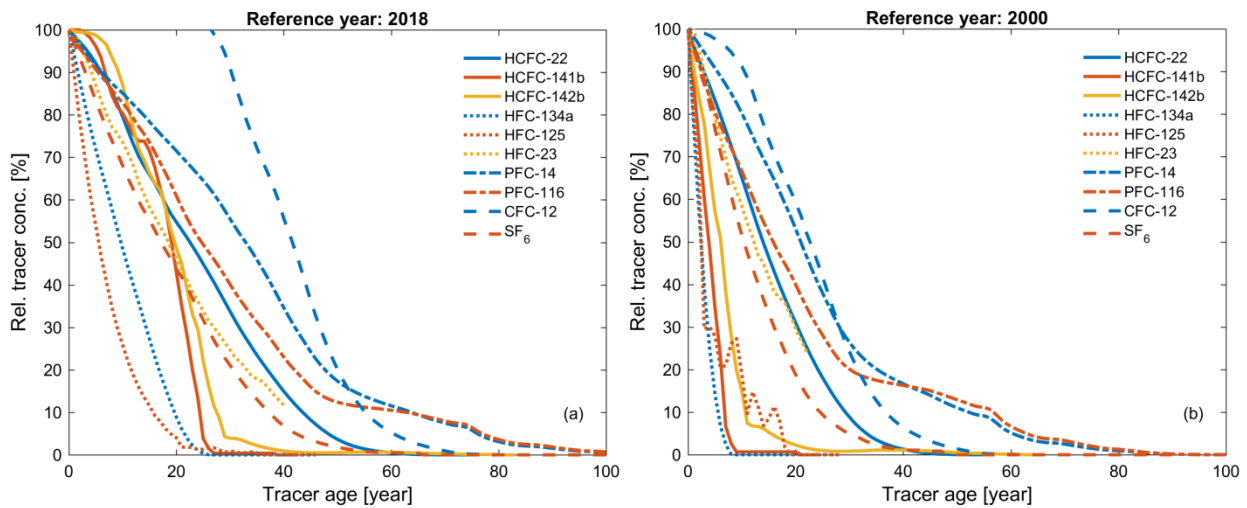 Reference year: 2018
Rel. tracer conc. [%]
100
90
80
70
60
50
40
30
20
10
0
HCFC-22
HCFC-141b
HCFC-142b
HFC-134a
HFC-125
HFC-23
PFC-14
PFC-116
CFC-12
SF6
(a)
0 20 40 60 80 100
Tracer age [year]
Reference year: 2000
Rel. tracer conc. [%]
100
90
80
70
60
50
40
30
20
10
0
HCFC-22
HCFC-141b
HCFC-142b
HFC-134a
HFC-125
HFC-23
PFC-14
PFC-116
CFC-12
SF6
(b)
0 20 40 60 80 100
Tracer age [year]